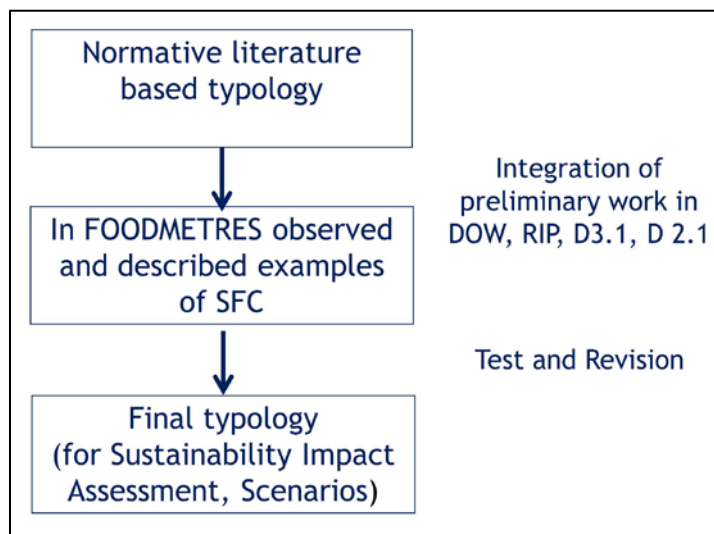 Normative literature
based typology
Integration of
preliminary work in
DOW, RIP, D3.1, D 2.1
In FOODMETRES observed
and described examples
of SFC
Test and Revision
Final typology
(for Sustainability Impact
Assessment, Scenarios)